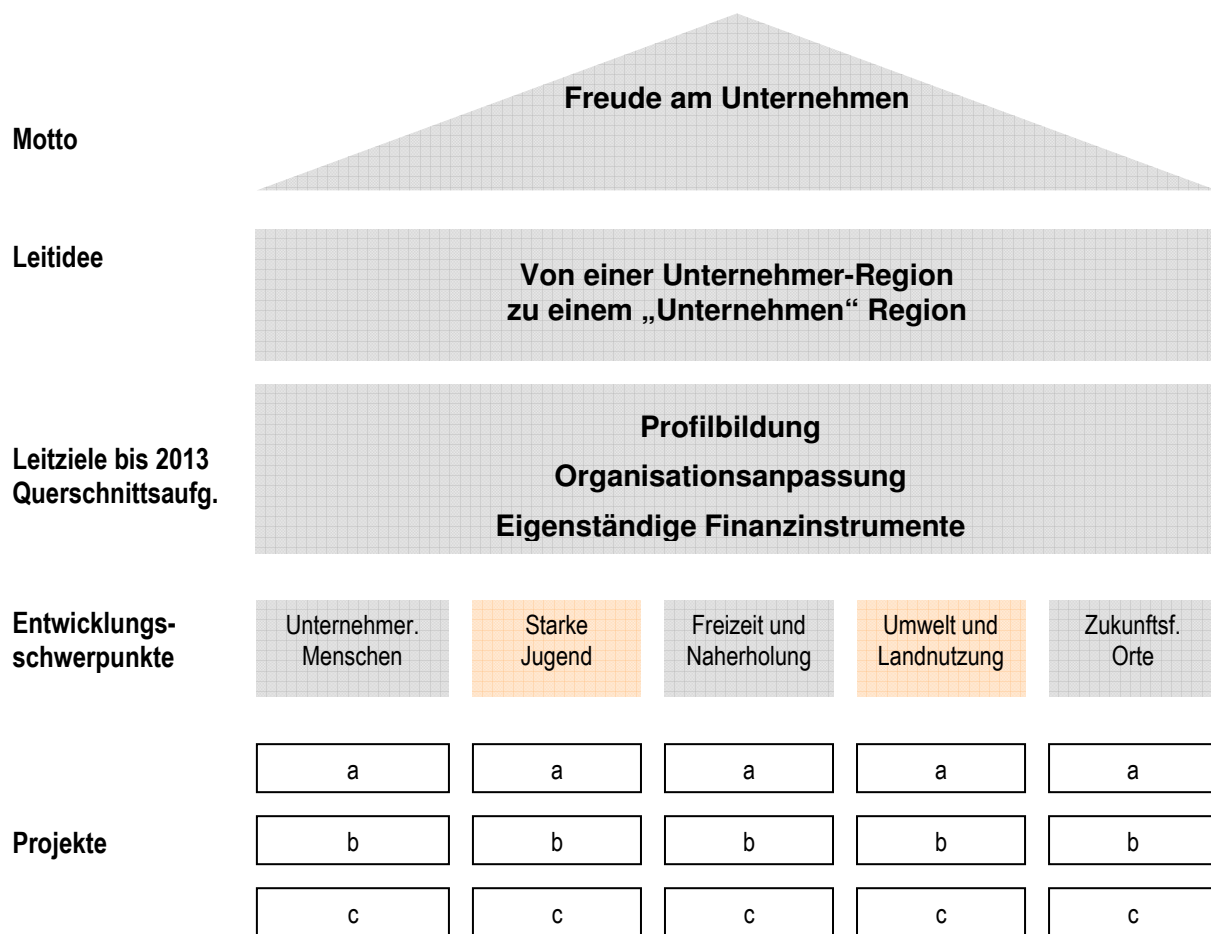 Freude am Unternehmen
Motto
Leitidee
Von einer Unternehmer-Region
zu einem „Unternehmen“ Region
Leitziele bis 2013
Querschnittsaufg.
Profilbildung
Organisationsanpassung
Eigenständige Finanzinstrumente
Entwicklungs-
schwerpunkte
Unternehmer.
Menschen
Starke
Jugend
Freizeit und
Naherholung
Umwelt und
Landnutzung
Zukunftsf.
Orte
a a a a a
Projekte
b b b b b
c c c c c